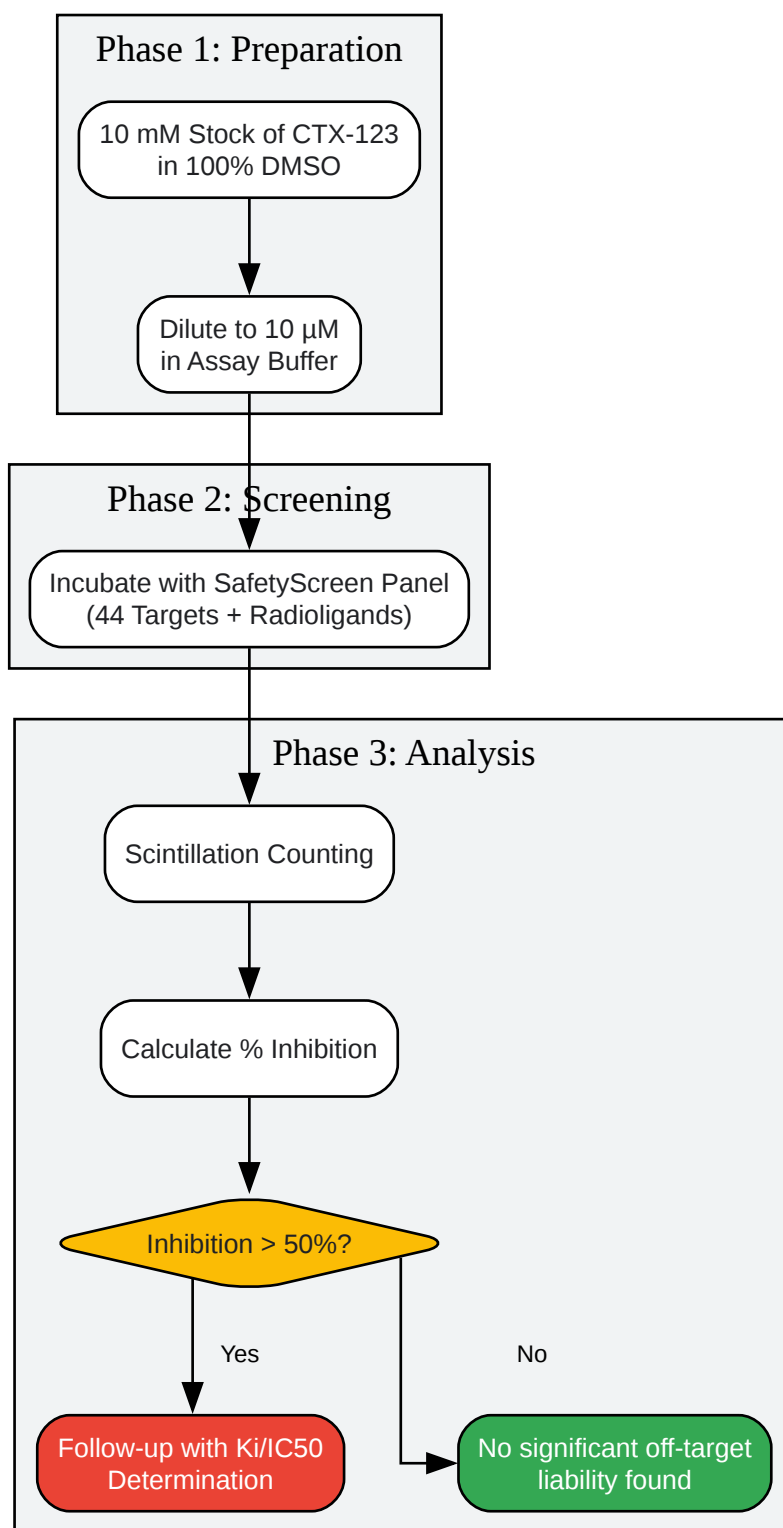 Phase 1: Preparation
10 mM Stock of CTX-123
in 100% DMSO
Dilute to 10 µM
in Assay Buffer
Phase 2: Screening
Incubate with SafetyScreen Panel
(44 Targets + Radioligands)
Phase 3: Analysis
Scintillation Counting
Calculate % Inhibition
Inhibition > 50%?
Yes
No
Follow-up with Ki/IC50
Determination
No significant off-target
liability found